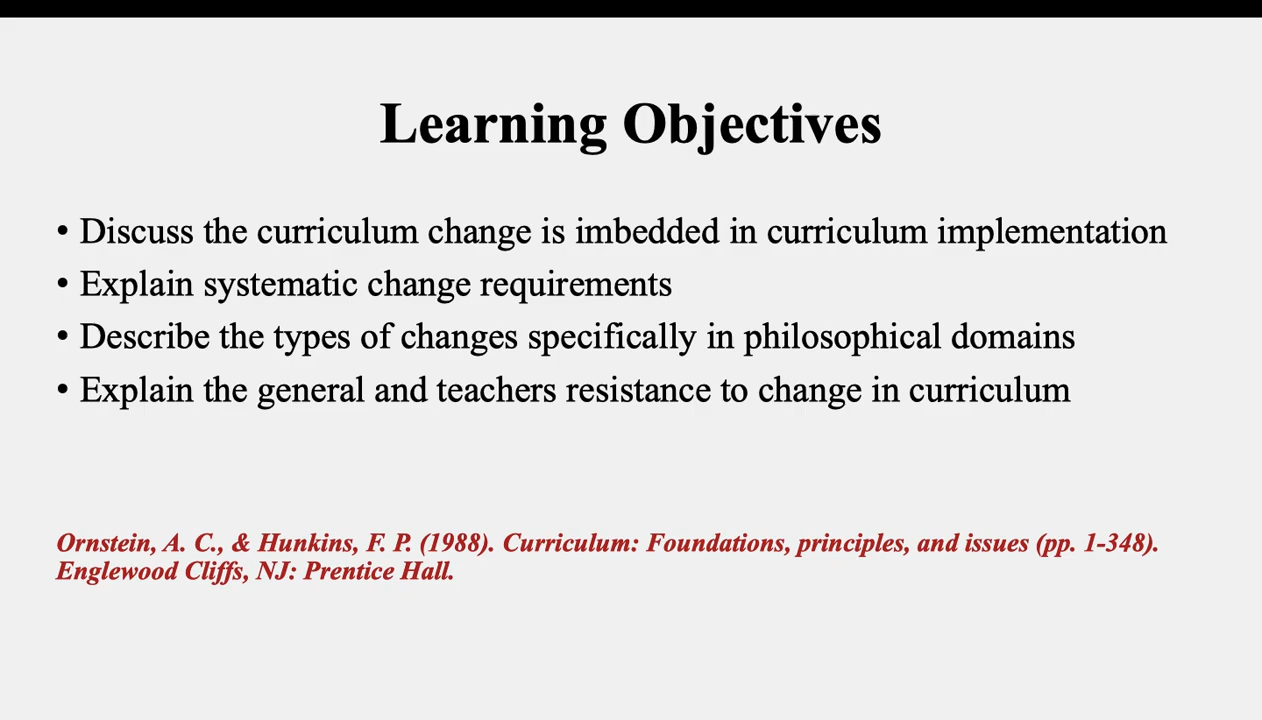 Learning Objectives
• Discuss the curriculum change is imbedded in curriculum implementation
• Explain systematic change requirements
• Describe the types of changes specifically in philosophical domains
• Explain the general and teachers resistance to change in curriculum
Ornstein, A. C., & Hunkins, F. P. (1988). Curriculum: Foundations, principles, and issues (pp. 1-348).
Englewood Cliffs, NJ: Prentice Hall.